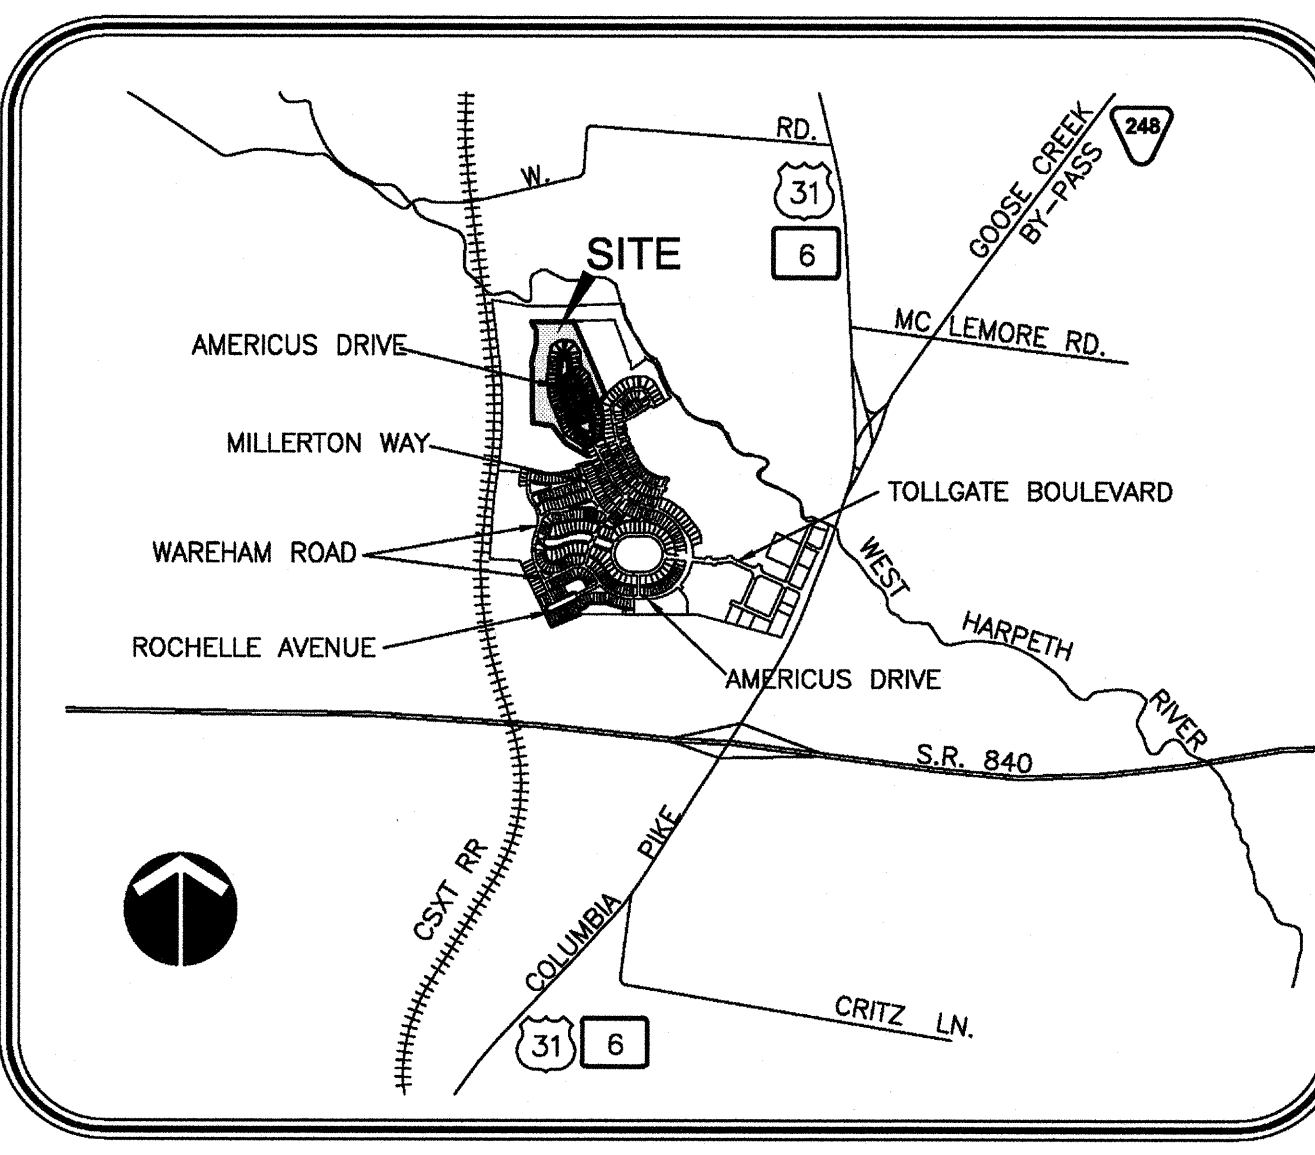 RD.
248
GOOSE CREEK
BY-PASS
W.
31
6
SITE
MC LEMORE RD.
AMERICUS DRIVE
MILLERTON WAY
TOLLGATE BOULEVARD
WAREHAM ROAD
WEST
HARPETH
RIVER
ROCHELLE AVENUE
AMERICUS DRIVE
S.R. 840
PIKE
COLUMBIA
CSXT RR
CRITZ LN.
31
6